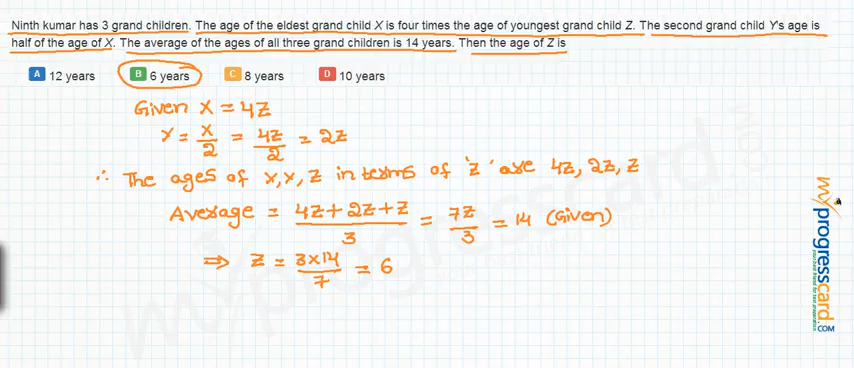 Ninth kumar has 3 grand children. The age of the eldest grand child X is four times the age of youngest grand child Z. The second grand child Y's age is
half of the age of X. The average of the ages of all three grand children is 14 years. Then the age of Z is
A 12 years B 6 years C 8 years D 10 years
Given X = 4Z
Y = X/2 = 4Z/2 = 2Z
∴ The ages of X, Y, Z in terms of 'Z' are 4Z, 2Z, Z
Average = 4Z + 2Z + Z/3 = 7Z/3 = 14 (Given)
⇒ Z = 3 × 14/7 = 6
myprogresscard.COM